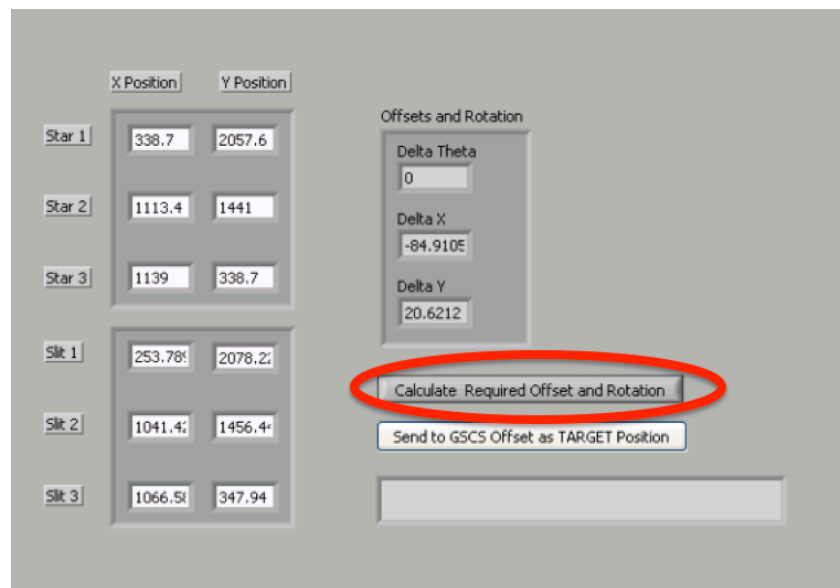 X Position Y Position
Offsets and Rotation
Star 1 338.7 2057.6
Delta Theta
0
Star 2 1113.4 1441
Delta X
-84.9105
Star 3 1139 338.7
Delta Y
20.6212
Slit 1 253.789 2078.22
Calculate Required Offset and Rotation
Slit 2 1041.42 1456.44
Send to GSCS Offset as TARGET Position
Slit 3 1066.58 347.94